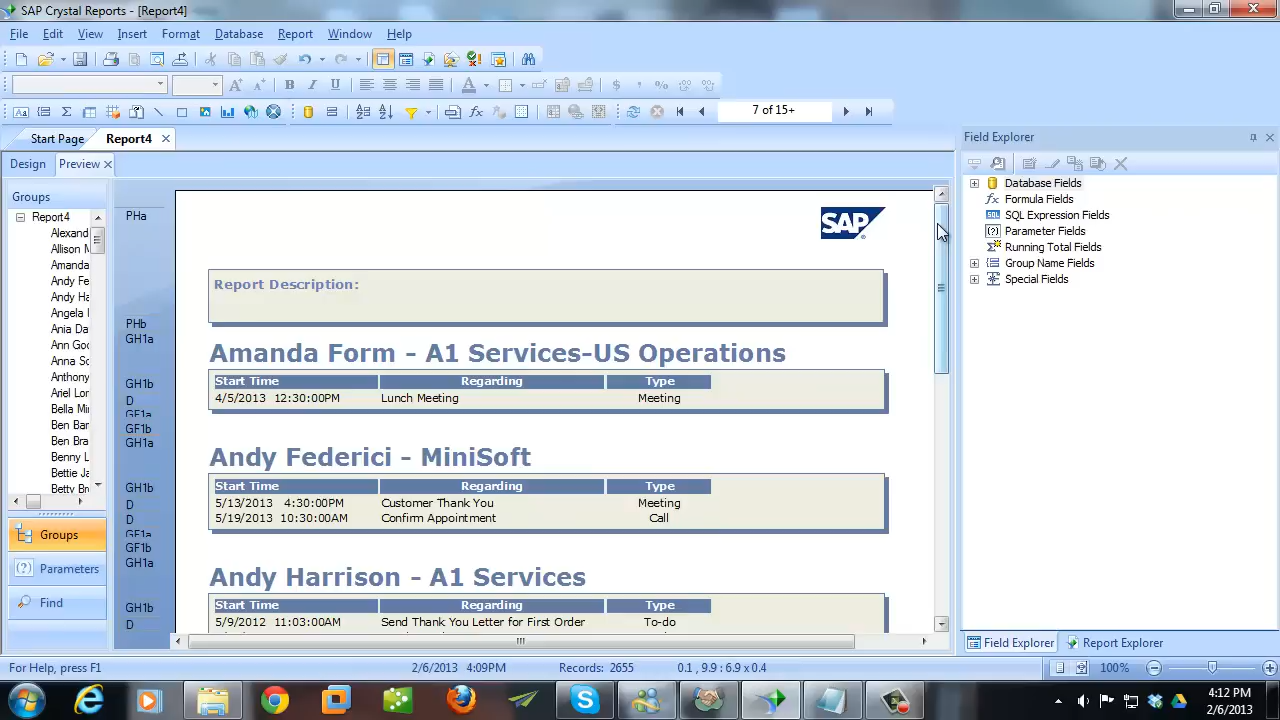 SAP Crystal Reports - [Report4]
File Edit View Insert Format Database Report Window Help
7 of 15+
Start Page Report4
Design Preview
Groups
Report4
Alexand
Allison M
Amanda
Andy Fe
Andy Ha
Angela I
Ania Da
Ann Goo
Anna So
Anthony
Ariel Lor
Bella Mi
Ben Bar
Ben Bra
Benny L
Bettie Ja
Betty Br
Groups
Parameters
Find
PHa
PHb
GH1a
GH1b
D
GF1a
GF1b
GH1a
GH1b
D
D
GF1a
GF1b
GH1a
GH1b
D
SAP
Report Description:
Amanda Form - A1 Services-US Operations
Start Time Regarding Type
4/5/2013 12:30:00PM Lunch Meeting Meeting
Andy Federici - MiniSoft
Start Time Regarding Type
5/13/2013 4:30:00PM Customer Thank You Meeting
5/19/2013 10:30:00AM Confirm Appointment Call
Andy Harrison - A1 Services
Start Time Regarding Type
5/9/2012 11:03:00AM Send Thank You Letter for First Order To-do
Field Explorer
Database Fields
Formula Fields
SQL Expression Fields
Parameter Fields
Running Total Fields
Group Name Fields
Special Fields
Field Explorer Report Explorer
For Help, press F1 2/6/2013 4:09PM Records: 2655 0.1 , 9.9 : 6.9 x 0.4 100%
4:12 PM
2/6/2013